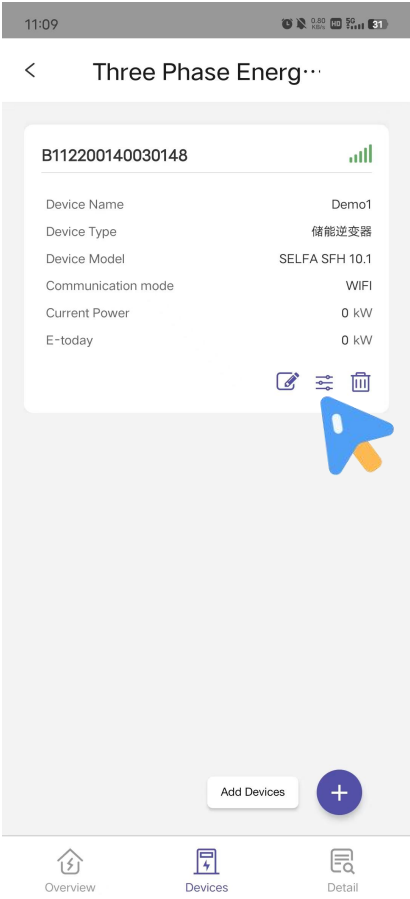 11:09
0.80 KB/s HD 5G 31
Three Phase Energ...
B112200140030148
Device Name Demo1
Device Type 储能逆变器
Device Model SELFA SFH 10.1
Communication mode WIFI
Current Power 0 kW
E-today 0 kW
Add Devices
Overview Devices Detail